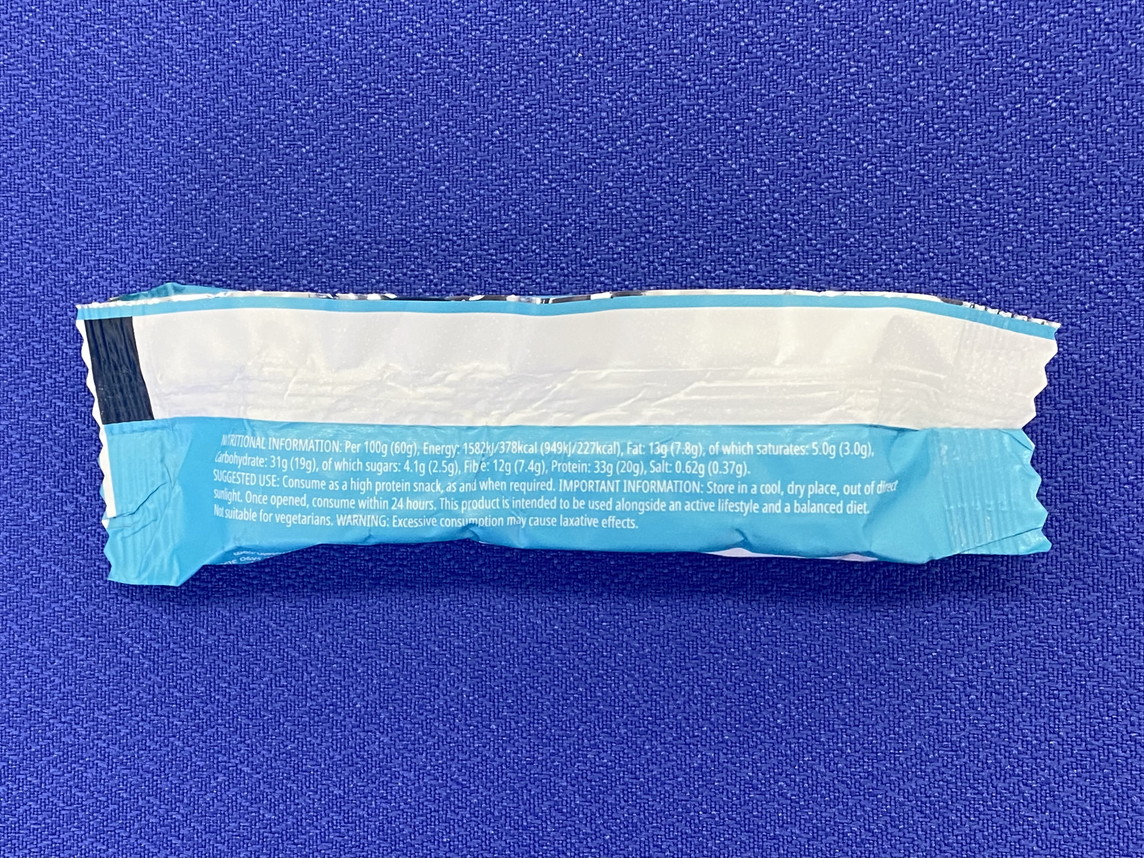 NUTRITIONAL INFORMATION: Per 100g (60g), Energy: 1582kJ/378kcal (949kJ/227kcal), Fat: 13g (7.8g), of which saturates: 5.0g (3.0g),
Carbohydrate: 31g (19g), of which sugars: 4.1g (2.5g), Fibre: 12g (7.4g), Protein: 33g (20g), Salt: 0.62g (0.37g).
SUGGESTED USE: Consume as a high protein snack, as and when required. IMPORTANT INFORMATION: Store in a cool, dry place, out of direct
sunlight. Once opened, consume within 24 hours. This product is intended to be used alongside an active lifestyle and a balanced diet.
Not suitable for vegetarians. WARNING: Excessive consumption may cause laxative effects.